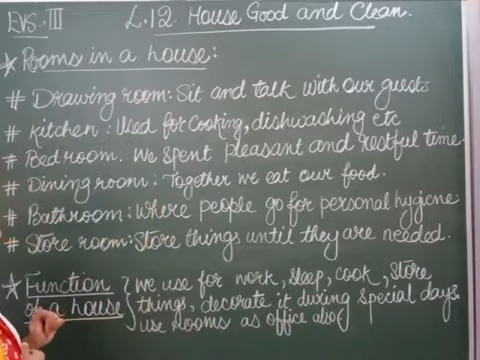 EVS. III L.12. House Good and Clean.
* Rooms in a house:
# Drawing room: Sit and talk with our guests
# Kitchen: Used for cooking, dishwashing etc
# Bed room. We spent pleasant and restful time.
# Dining room: Together we eat our food.
# Bathroom: Where people go for personal hygiene
# Store room: Store things until they are needed.
* Function of a house } We use for work, sleep, cook, store
things, decorate it during special days.
use rooms as office also